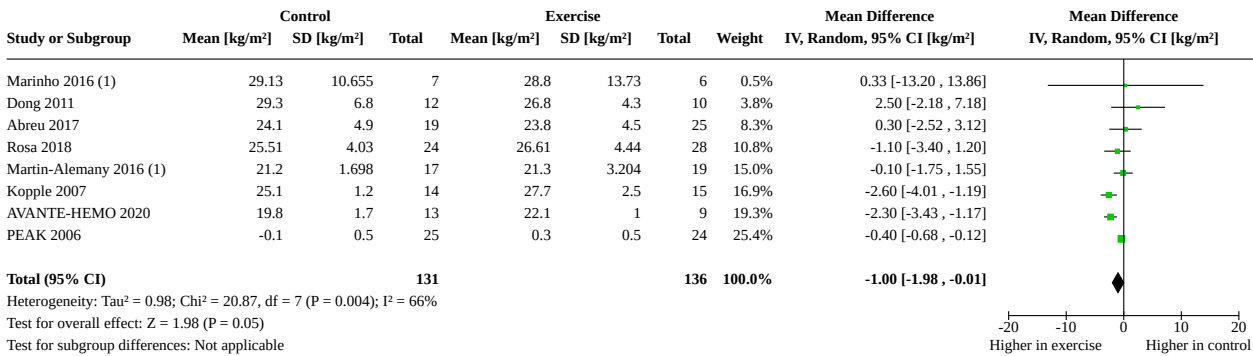 Control Exercise Mean Difference Mean Difference
Study or Subgroup Mean [kg/m²] SD [kg/m²] Total Mean [kg/m²] SD [kg/m²] Total Weight IV, Random, 95% CI [kg/m²] IV, Random, 95% CI [kg/m²]
Marinho 2016 (1) 29.13 10.655 7 28.8 13.73 6 0.5% 0.33 [-13.20 , 13.86]
Dong 2011 29.3 6.8 12 26.8 4.3 10 3.8% 2.50 [-2.18 , 7.18]
Abreu 2017 24.1 4.9 19 23.8 4.5 25 8.3% 0.30 [-2.52 , 3.12]
Rosa 2018 25.51 4.03 24 26.61 4.44 28 10.8% -1.10 [-3.40 , 1.20]
Martin-Alemany 2016 (1) 21.2 1.698 17 21.3 3.204 19 15.0% -0.10 [-1.75 , 1.55]
Kopple 2007 25.1 1.2 14 27.7 2.5 15 16.9% -2.60 [-4.01 , -1.19]
AVANTE-HEMO 2020 19.8 1.7 13 22.1 1 9 19.3% -2.30 [-3.43 , -1.17]
PEAK 2006 -0.1 0.5 25 0.3 0.5 24 25.4% -0.40 [-0.68 , -0.12]
Total (95% CI) 131 136 100.0% -1.00 [-1.98 , -0.01]
Heterogeneity: Tau² = 0.98; Chi² = 20.87, df = 7 (P = 0.004); I² = 66%
Test for overall effect: Z = 1.98 (P = 0.05)
Test for subgroup differences: Not applicable
-20 -10 0 10 20
Higher in exercise Higher in control